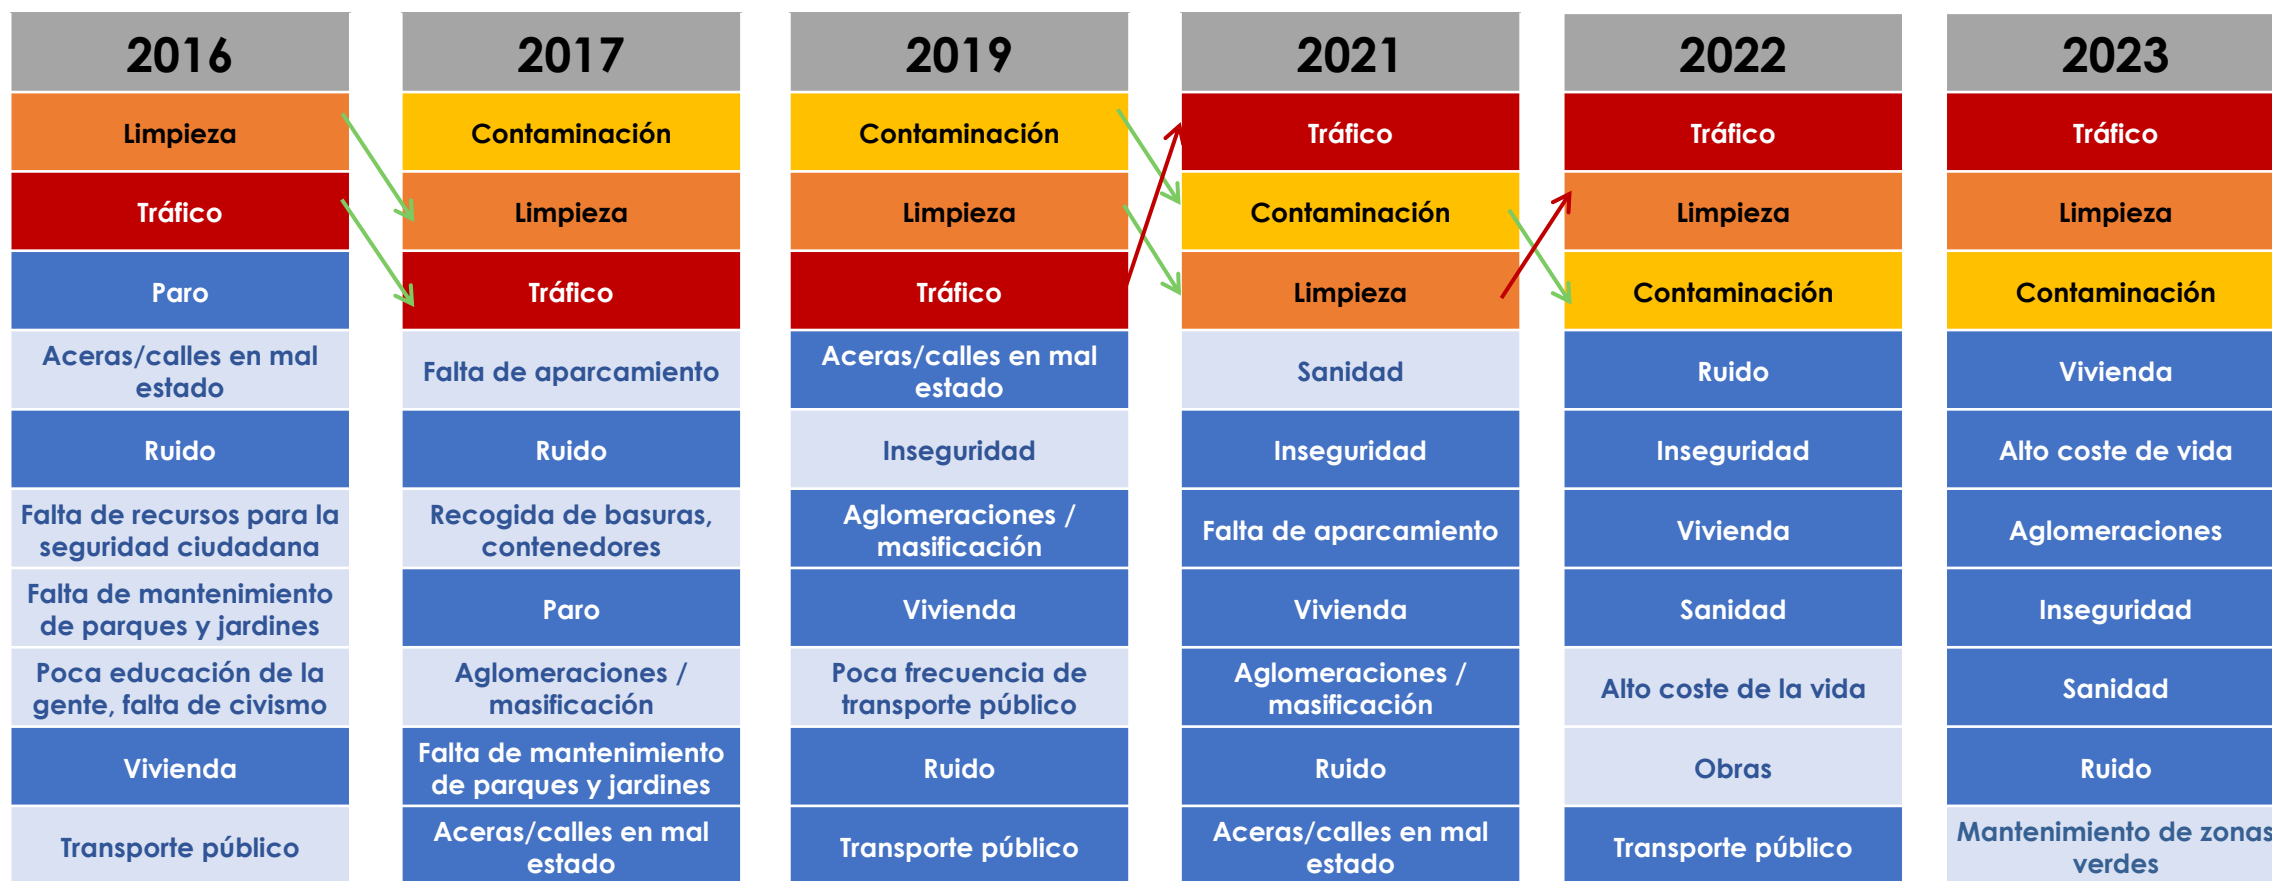 2016
Limpieza
Tráfico
Paro
Aceras/calles en mal
estado
Ruido
Falta de recursos para la
seguridad ciudadana
Falta de mantenimiento
de parques y jardines
Poca educación de la
gente, falta de civismo
Vivienda
Transporte público
2017
Contaminación
Limpieza
Tráfico
Falta de aparcamiento
Ruido
Recogida de basuras,
contenedores
Paro
Aglomeraciones /
masificación
Falta de mantenimiento
de parques y jardines
Aceras/calles en mal
estado
2019
Contaminación
Limpieza
Tráfico
Aceras/calles en mal
estado
Inseguridad
Aglomeraciones /
masificación
Vivienda
Poca frecuencia de
transporte público
Ruido
Transporte público
2021
Tráfico
Contaminación
Limpieza
Sanidad
Inseguridad
Falta de aparcamiento
Vivienda
Aglomeraciones /
masificación
Ruido
Aceras/calles en mal
estado
2022
Tráfico
Limpieza
Contaminación
Ruido
Inseguridad
Vivienda
Sanidad
Alto coste de la vida
Obras
Transporte público
2023
Tráfico
Limpieza
Contaminación
Vivienda
Alto coste de vida
Aglomeraciones
Inseguridad
Sanidad
Ruido
Mantenimiento de zonas
verdes